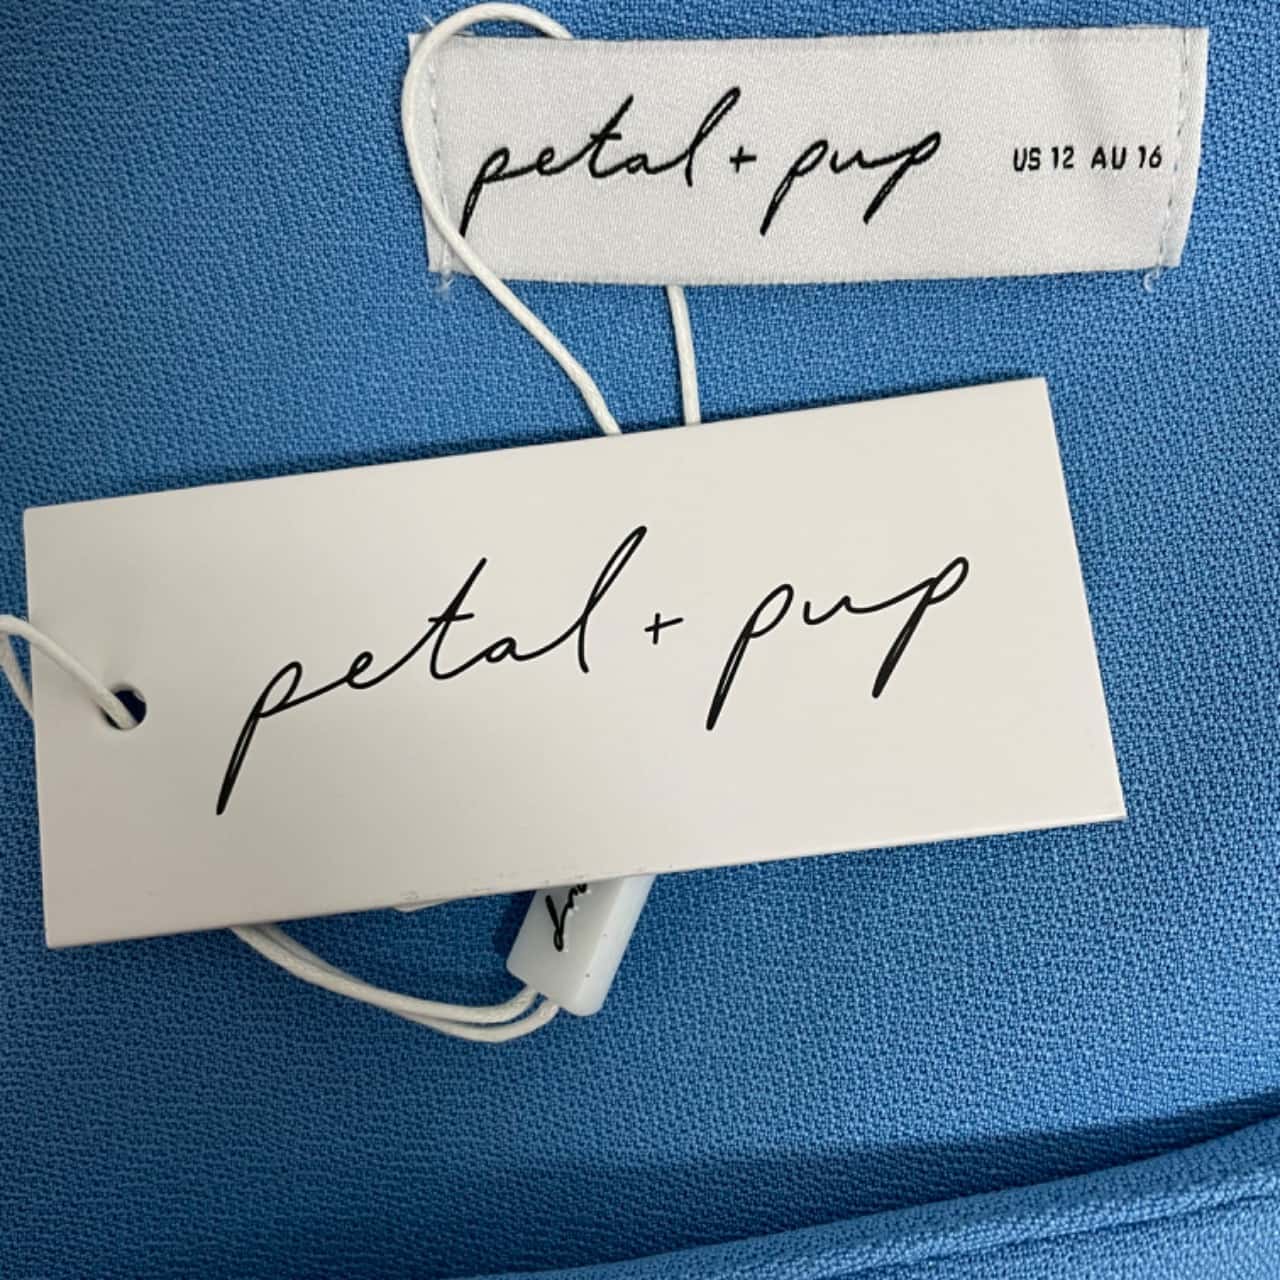 petal + pup US 12 AU 16
petal + pup